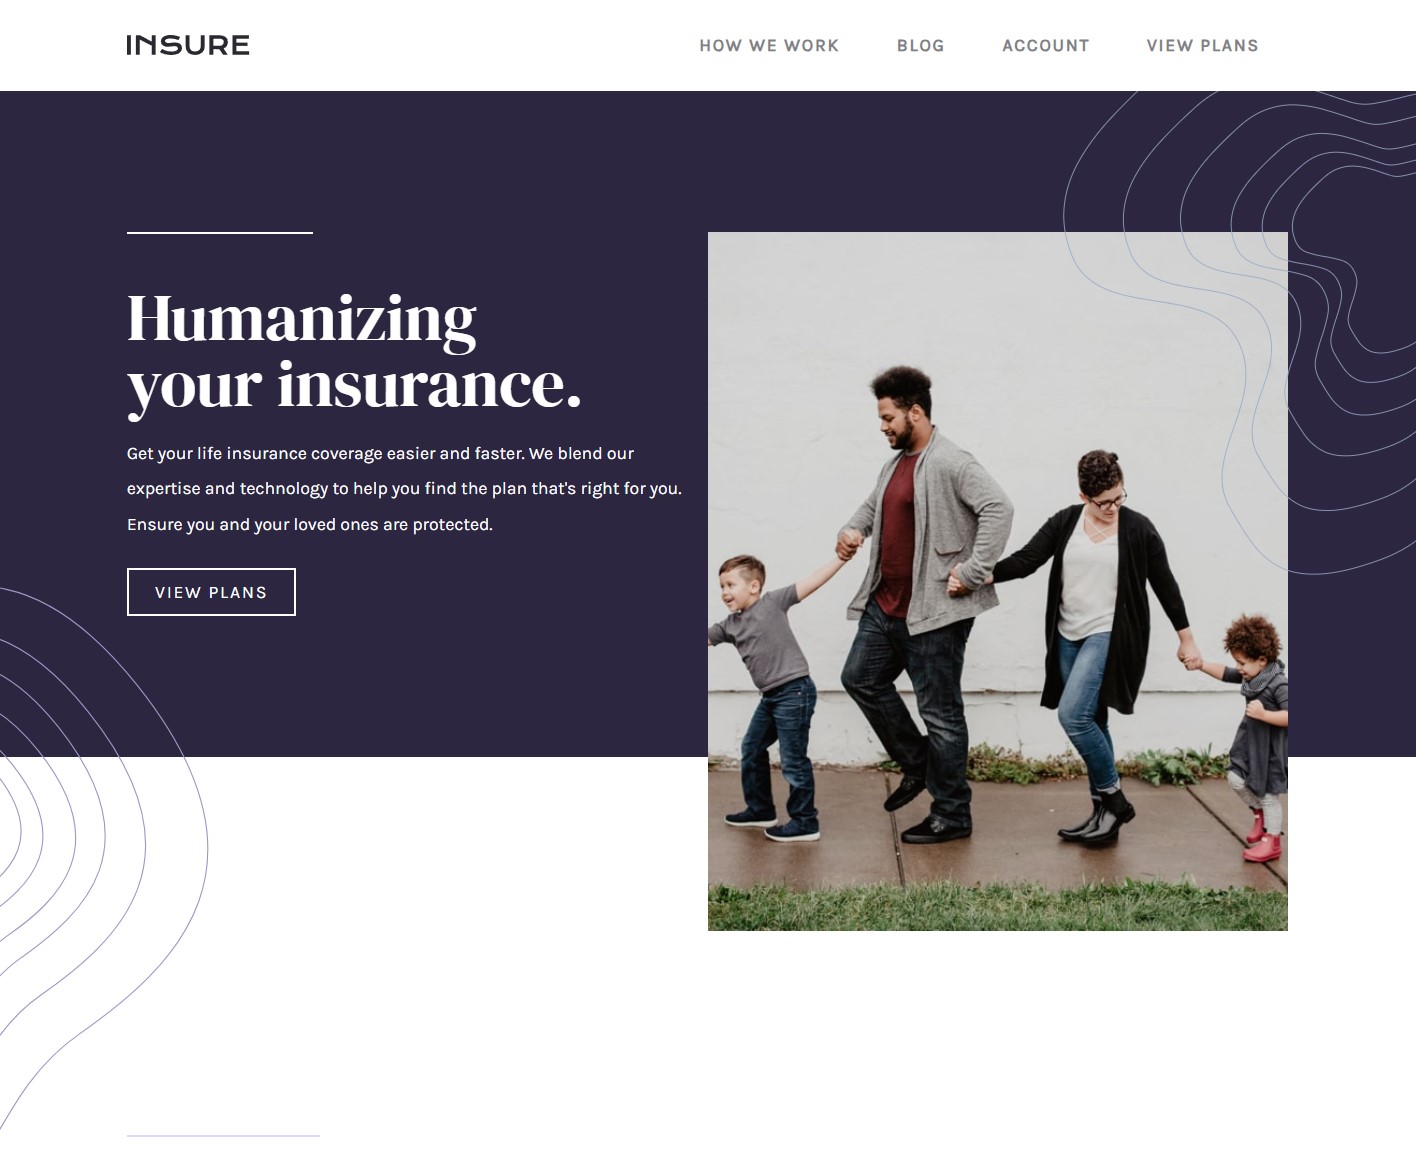 INSURE
HOW WE WORK
BLOG
ACCOUNT
VIEW PLANS
Humanizing
your insurance.
Get your life insurance coverage easier and faster. We blend our
expertise and technology to help you find the plan that's right for you.
Ensure you and your loved ones are protected.
VIEW PLANS